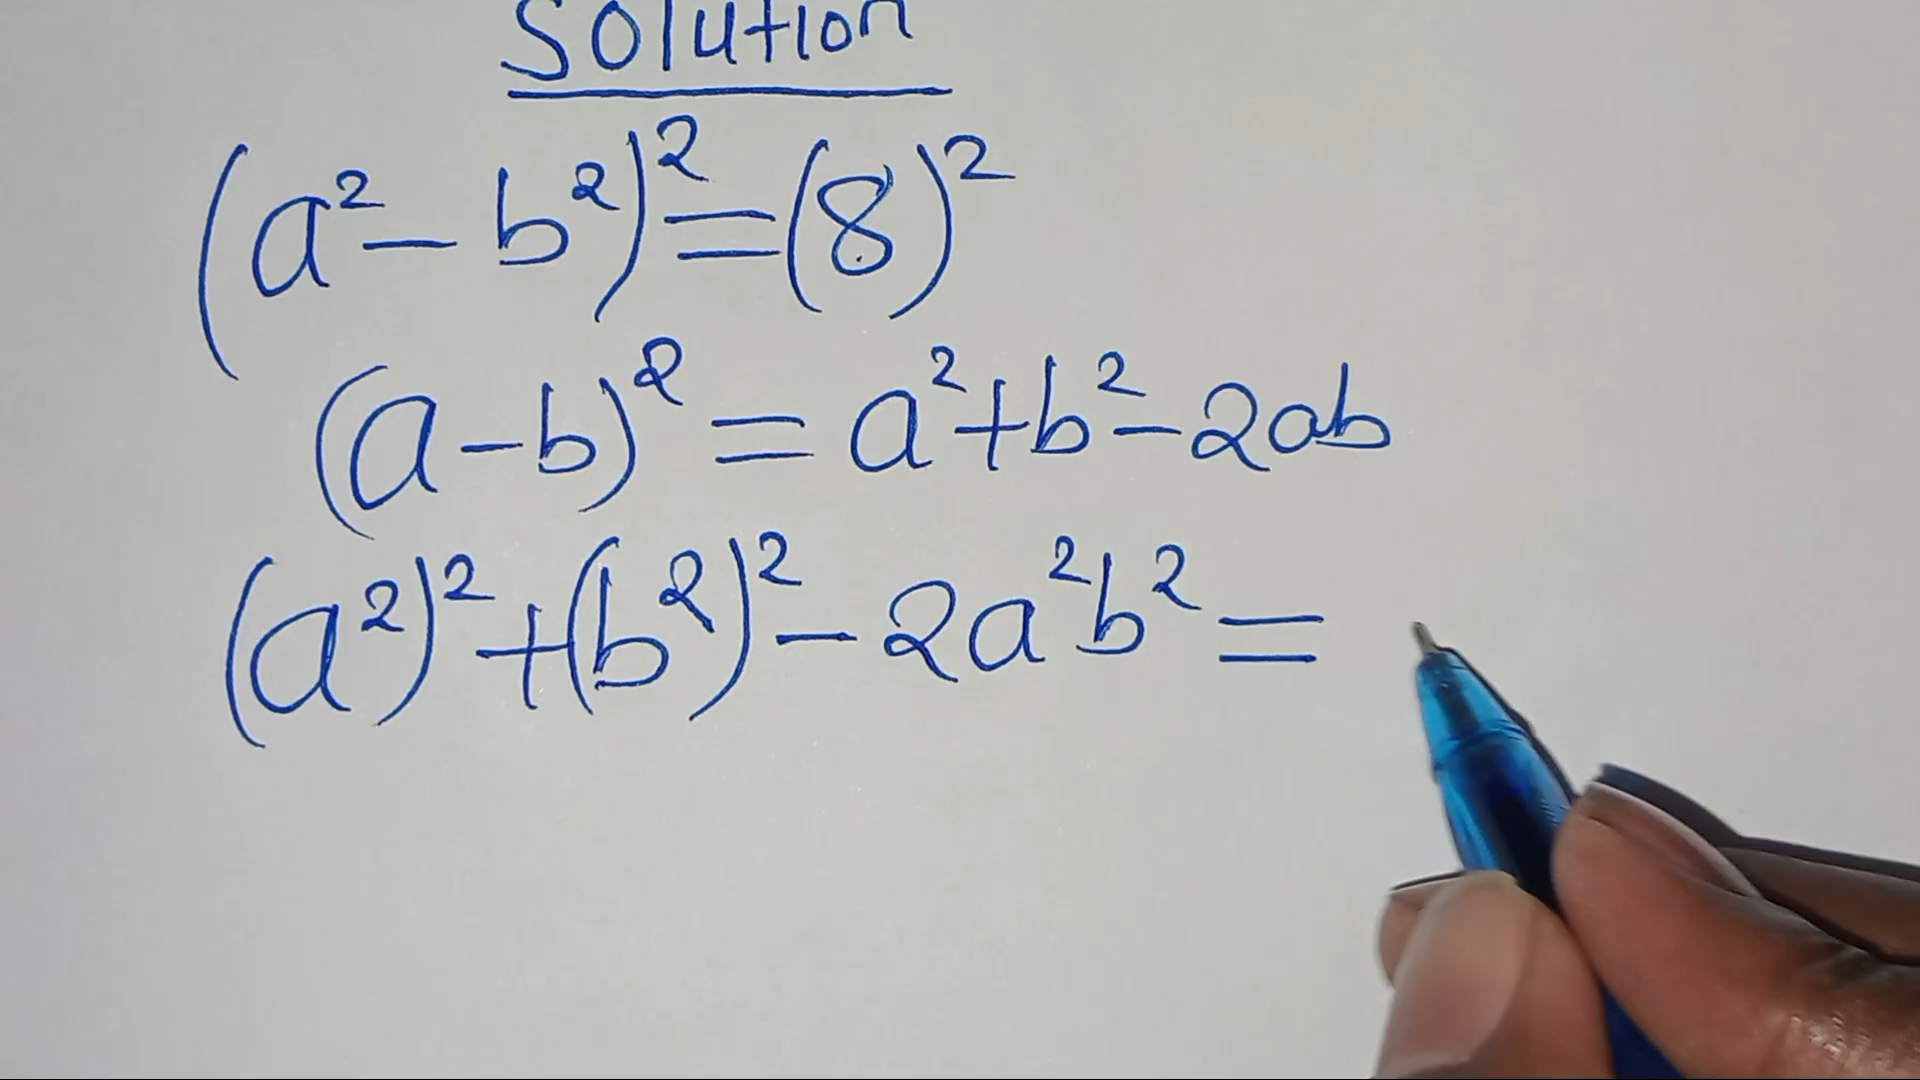 Solution
(a² – b²)² = (8)²
(a – b)² = a² + b² – 2ab
(a²)² + (b²)² – 2a²b² =